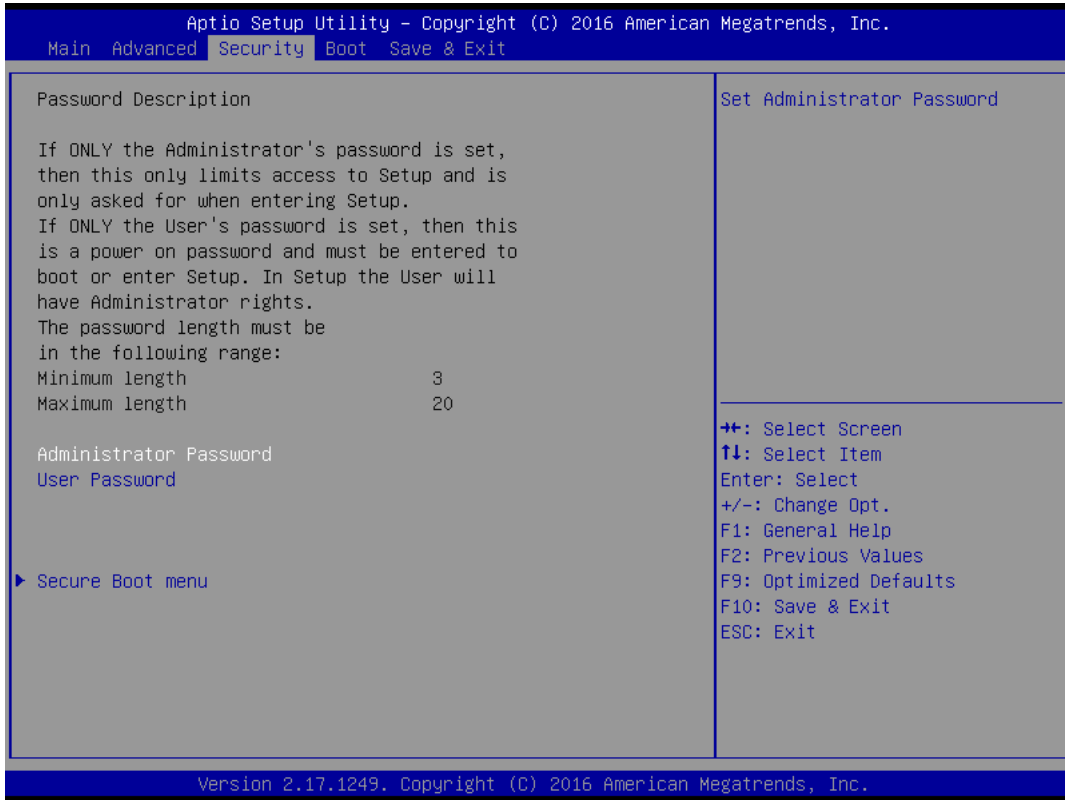 Aptio Setup Utility – Copyright (C) 2016 American Megatrends, Inc.
Main Advanced Security Boot Save & Exit
Password Description
If ONLY the Administrator's password is set,
then this only limits access to Setup and is
only asked for when entering Setup.
If ONLY the User's password is set, then this
is a power on password and must be entered to
boot or enter Setup. In Setup the User will
have Administrator rights.
The password length must be
in the following range:
Minimum length 3
Maximum length 20
Administrator Password
User Password
Secure Boot menu
Set Administrator Password
→←: Select Screen
↑↓: Select Item
Enter: Select
+/-: Change Opt.
F1: General Help
F2: Previous Values
F9: Optimized Defaults
F10: Save & Exit
ESC: Exit
Version 2.17.1249. Copyright (C) 2016 American Megatrends, Inc.